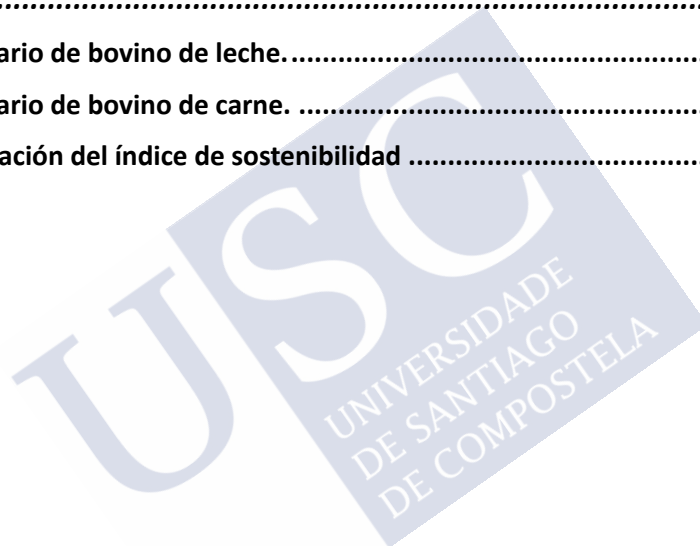 ....................................................................................................
ario de bovino de leche. ................................................................
ario de bovino de carne. ................................................................
ación del índice de sostenibilidad .............................................
USC
UNIVERSIDADE
DE SANTIAGO
DE COMPOSTELA